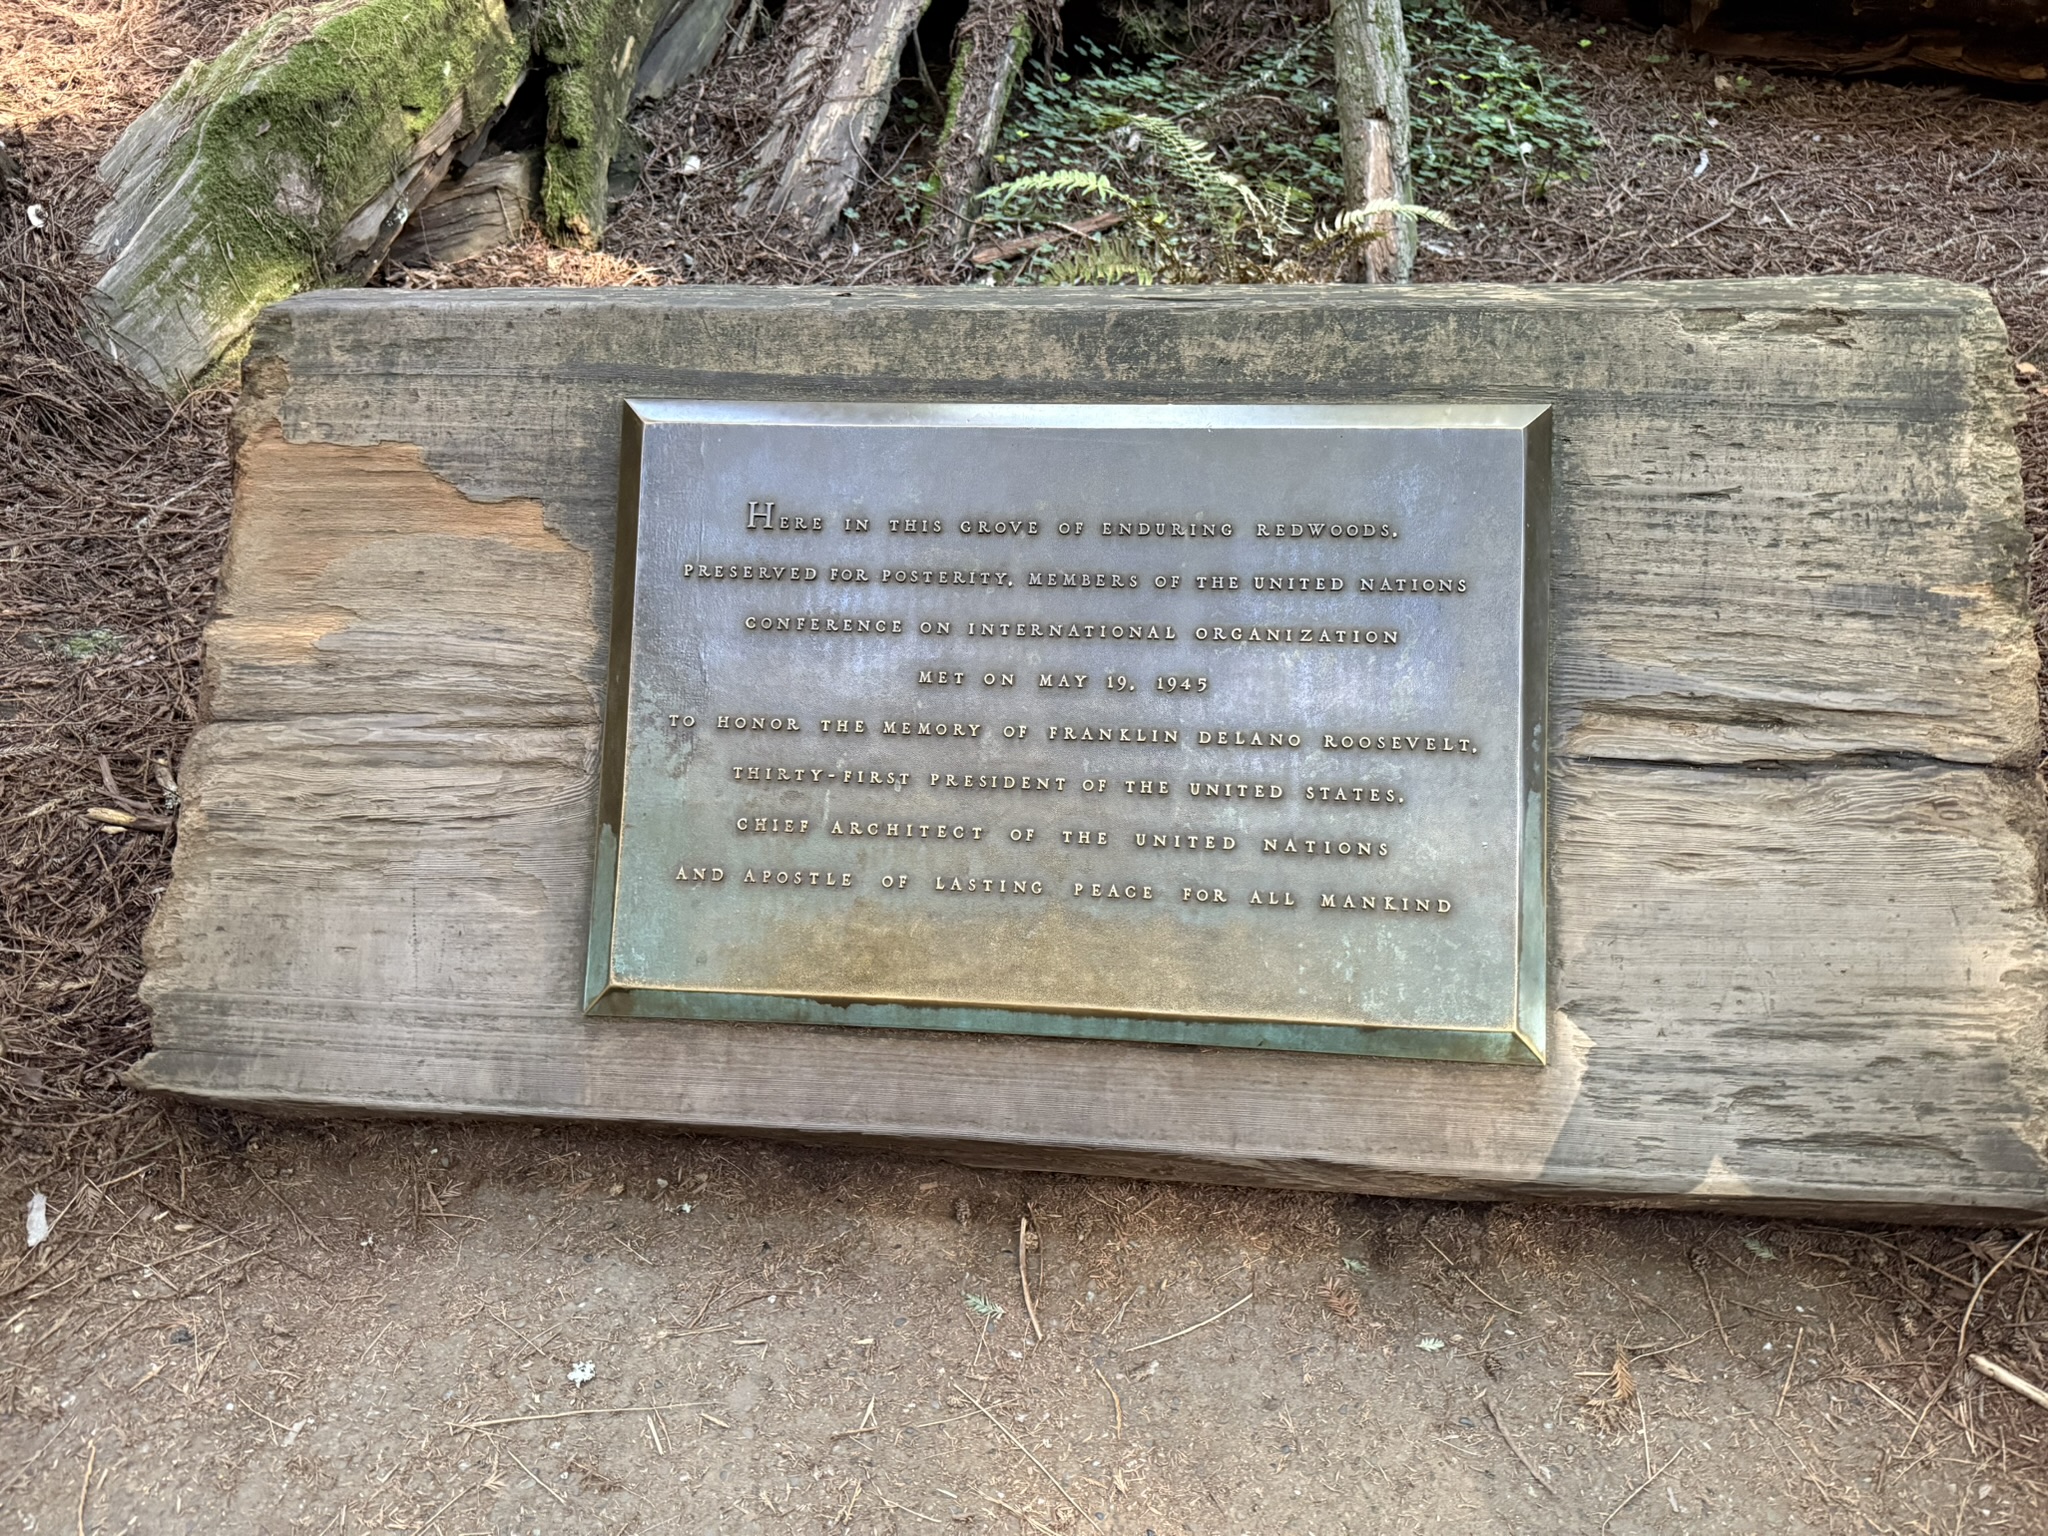 HERE IN THIS GROVE OF ENDURING REDWOODS,
PRESERVED FOR POSTERITY, MEMBERS OF THE UNITED NATIONS
CONFERENCE ON INTERNATIONAL ORGANIZATION
MET ON MAY 19, 1945
TO HONOR THE MEMORY OF FRANKLIN DELANO ROOSEVELT,
THIRTY-FIRST PRESIDENT OF THE UNITED STATES,
CHIEF ARCHITECT OF THE UNITED NATIONS
AND APOSTLE OF LASTING PEACE FOR ALL MANKIND